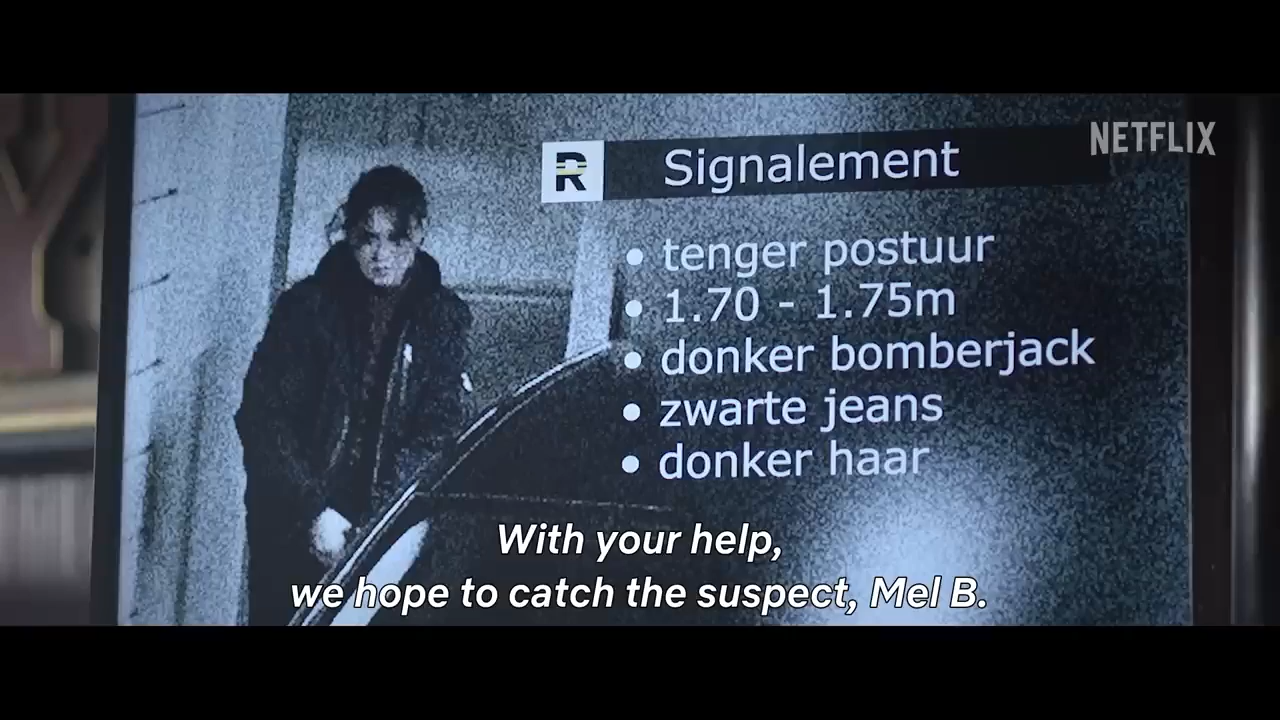 NETFLIX
R Signalement
• tenger postuur
• 1.70 - 1.75m
• donker bomberjack
• zwarte jeans
• donker haar
With your help,
we hope to catch the suspect, Mel B.